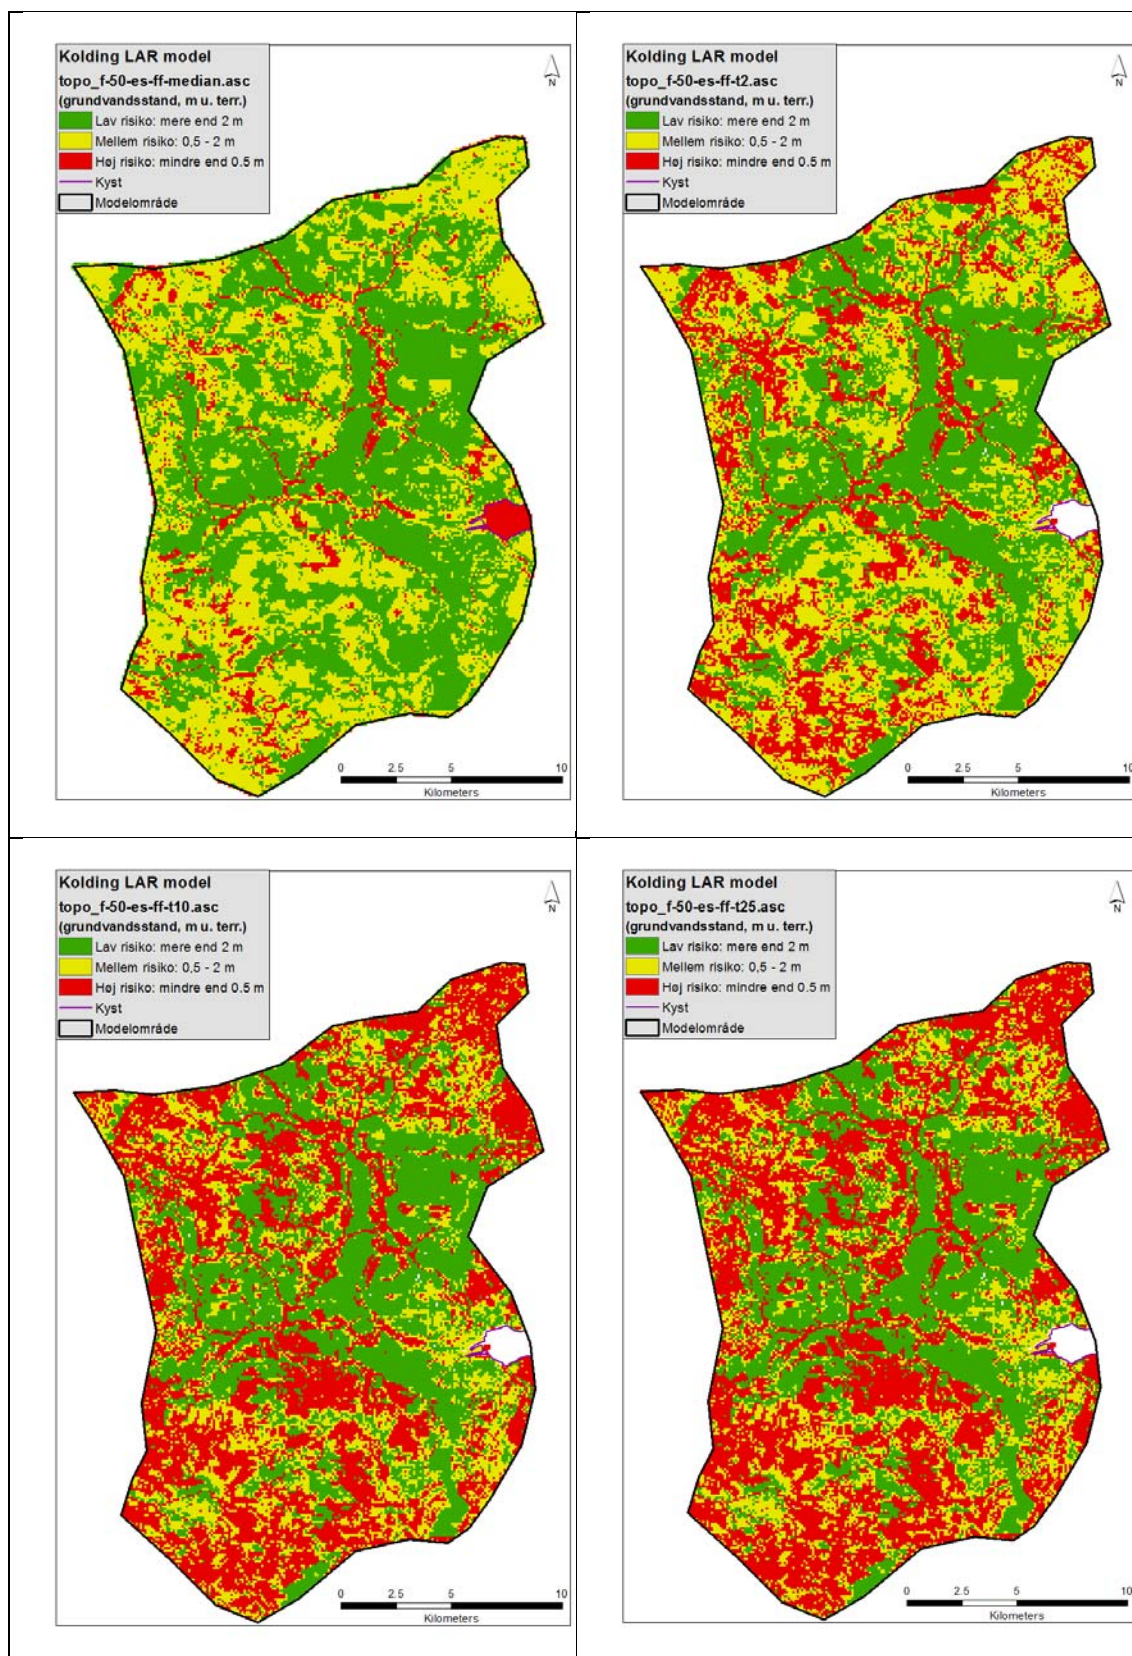 Kolding LAR model
topo_f-50-es-ff-median.asc
(grundvandsstand, m u. terr.)
Lav risiko: mere end 2 m
Mellem risiko: 0,5 - 2 m
Høj risiko: mindre end 0.5 m
Kyst
Modelområde
N
0 2.5 5 10
Kilometers
Kolding LAR model
topo_f-50-es-ff-t2.asc
(grundvandsstand, m u. terr.)
Lav risiko: mere end 2 m
Mellem risiko: 0,5 - 2 m
Høj risiko: mindre end 0.5 m
Kyst
Modelområde
N
0 2.5 5 10
Kilometers
Kolding LAR model
topo_f-50-es-ff-t10.asc
(grundvandsstand, m u. terr.)
Lav risiko: mere end 2 m
Mellem risiko: 0,5 - 2 m
Høj risiko: mindre end 0.5 m
Kyst
Modelområde
N
0 2.5 5 10
Kilometers
Kolding LAR model
topo_f-50-es-ff-t25.asc
(grundvandsstand, m u. terr.)
Lav risiko: mere end 2 m
Mellem risiko: 0,5 - 2 m
Høj risiko: mindre end 0.5 m
Kyst
Modelområde
N
0 2.5 5 10
Kilometers